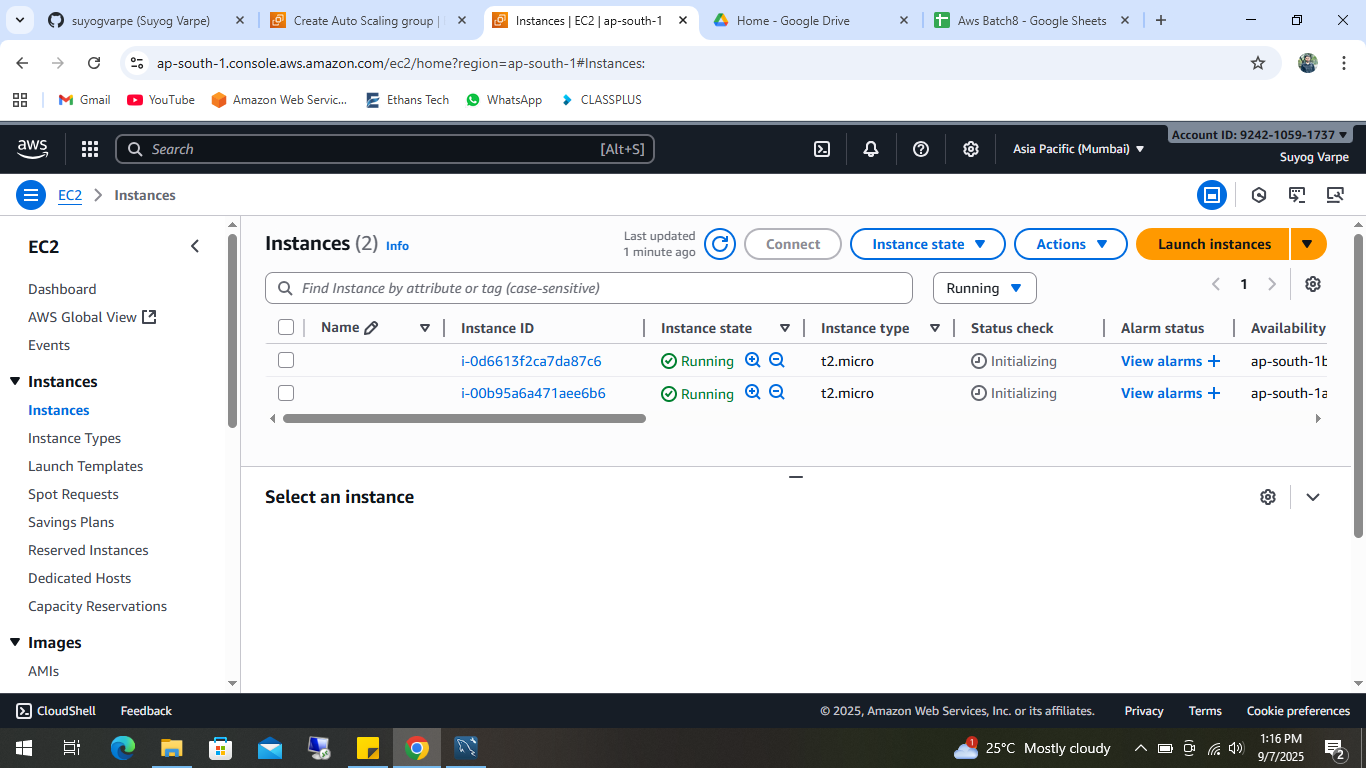 suyogvarpe (Suyog Varpe)
Create Auto Scaling group |
Instances | EC2 | ap-south-1
Home - Google Drive
Aws Batch8 - Google Sheets
ap-south-1.console.aws.amazon.com/ec2/home?region=ap-south-1#Instances:
Gmail
YouTube
Amazon Web Servic...
Ethans Tech
WhatsApp
CLASSPLUS
aws
Search
[Alt+S]
Asia Pacific (Mumbai)
Account ID: 9242-1059-1737
Suyog Varpe
EC2
Instances
EC2
Dashboard
AWS Global View
Events
Instances
Instances
Instance Types
Launch Templates
Spot Requests
Savings Plans
Reserved Instances
Dedicated Hosts
Capacity Reservations
Images
AMIs
Instances (2) Info
Last updated
1 minute ago
Connect
Instance state
Actions
Launch instances
Find Instance by attribute or tag (case-sensitive)
Running
1
Name Instance ID Instance state Instance type Status check Alarm status Availability
i-0d6613f2ca7da87c6 Running t2.micro Initializing View alarms + ap-south-1b
i-00b95a6a471aee6b6 Running t2.micro Initializing View alarms + ap-south-1a
Select an instance
CloudShell
Feedback
© 2025, Amazon Web Services, Inc. or its affiliates.
Privacy
Terms
Cookie preferences
1
25°C Mostly cloudy
1:16 PM
9/7/2025
2